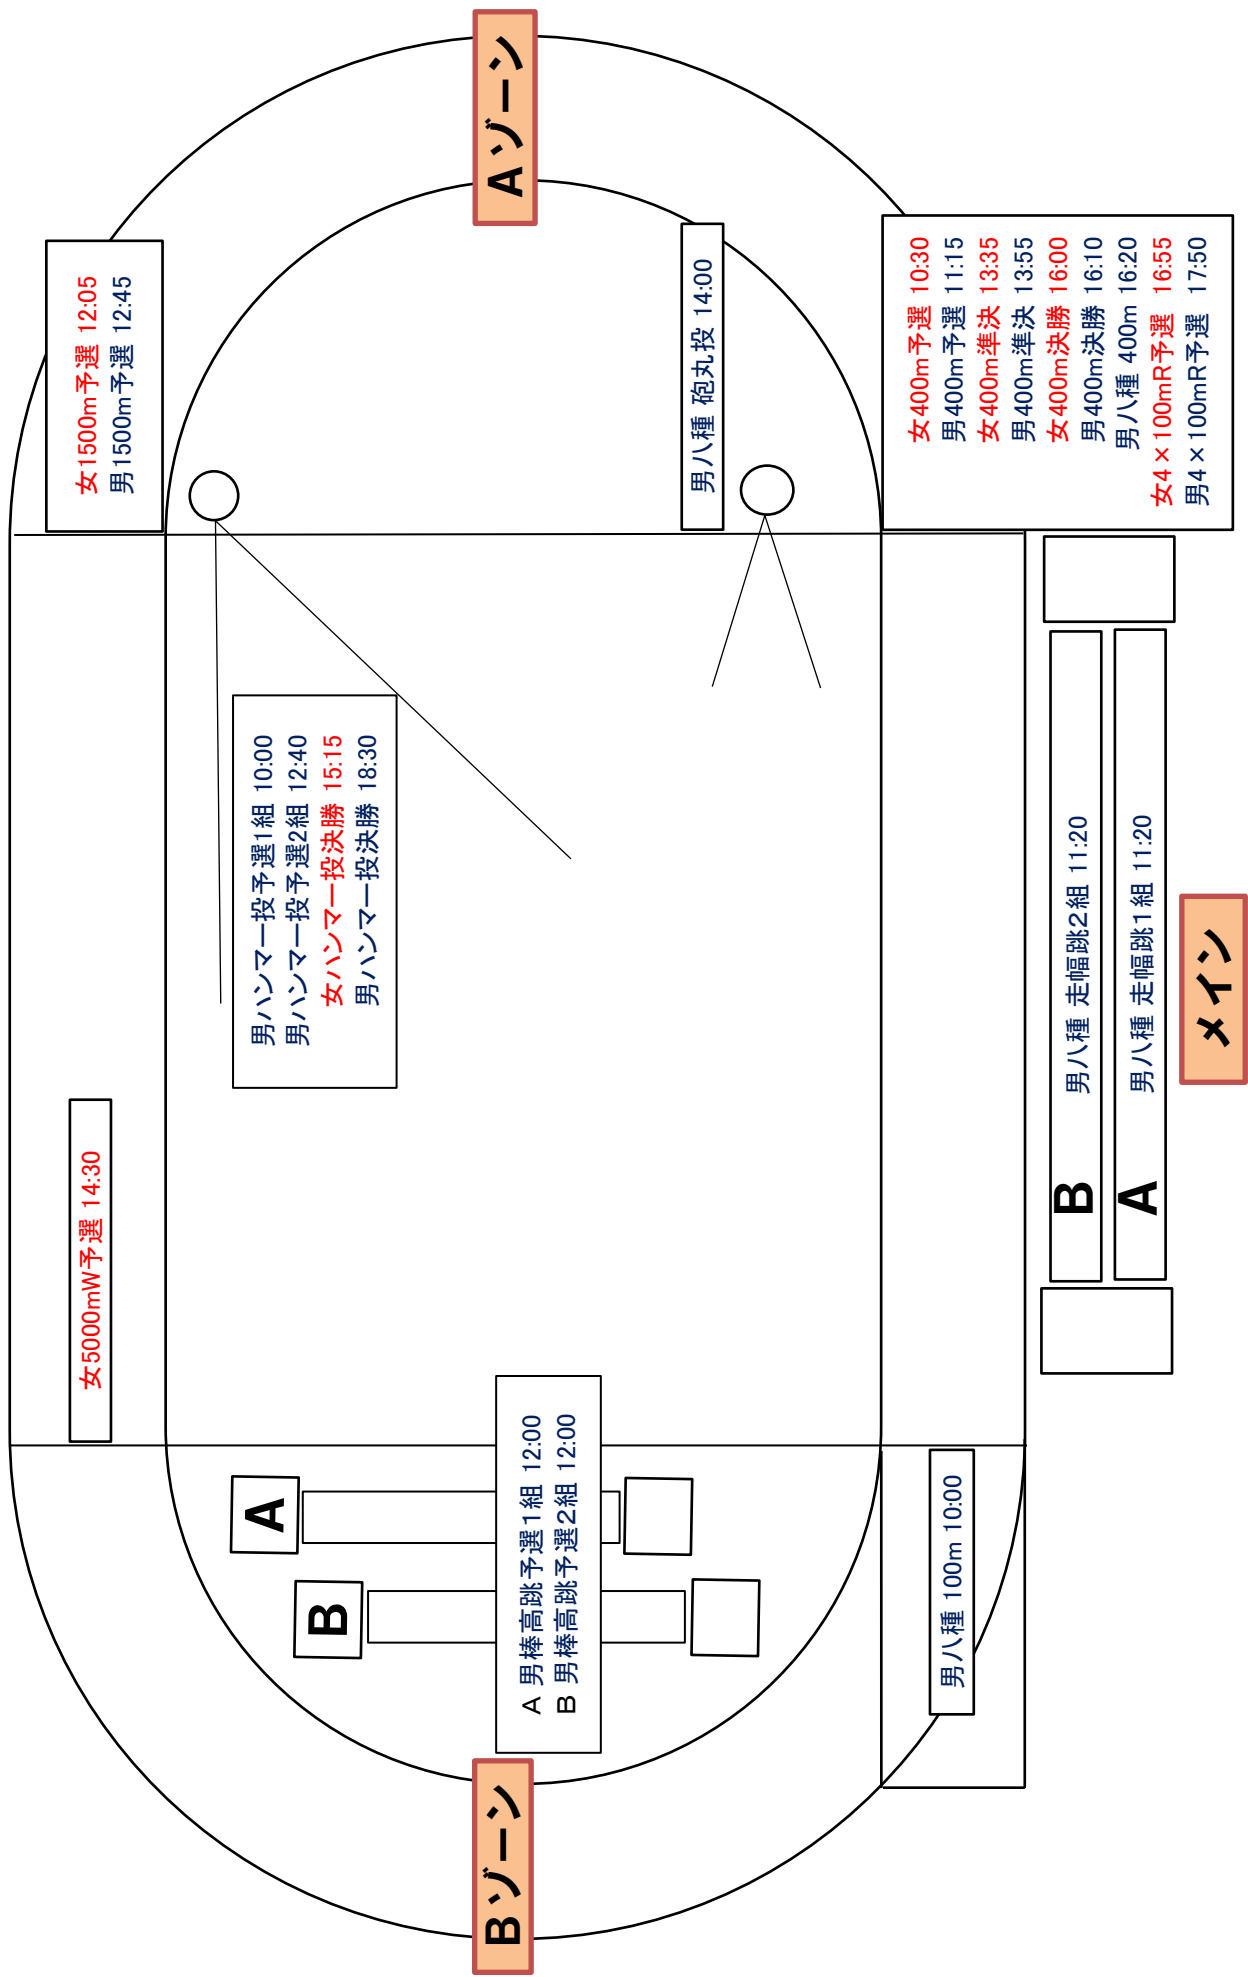 女5000mW予選 14:30
女1500m予選 12:05
男1500m予選 12:45
男ハンマー投予選1組 10:00
男ハンマー投予選2組 12:40
女ハンマー投決勝 15:15
男ハンマー投決勝 18:30
A
B
Bゾーン
A 男棒高跳予選1組 12:00
B 男棒高跳予選2組 12:00
Aゾーン
男八種 砲丸投 14:00
男八種 100m 10:00
女400m予選 10:30
男400m予選 11:15
女400m準決 13:35
男400m準決 13:55
女400m決勝 16:00
男400m決勝 16:10
男八種 400m 16:20
女4×100mR予選 16:55
男4×100mR予選 17:50
B 男八種 走幅跳2組 11:20
A 男八種 走幅跳1組 11:20
メイン